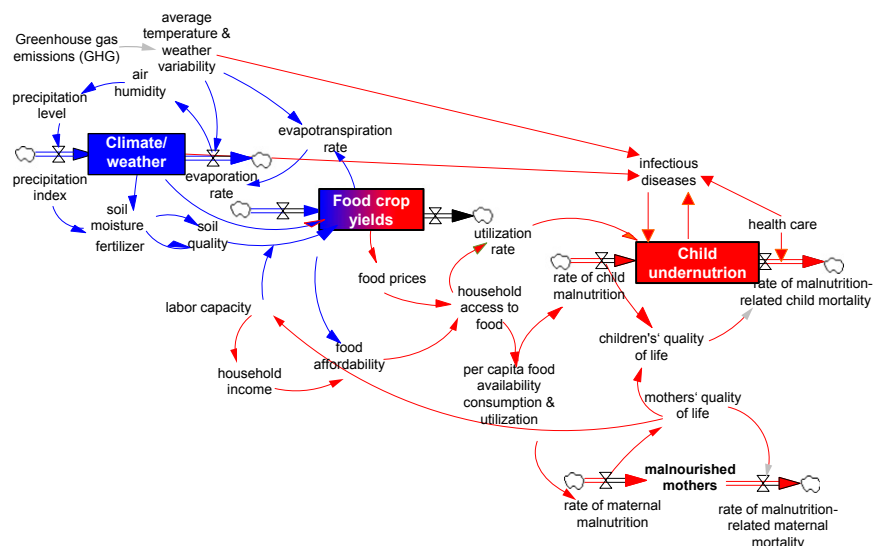 average
temperature &
weather
variability
Greenhouse gas
emissions (GHG)
air
humidity
precipitation
level
Climate/
weather
evapotranspiration
rate
infectious
diseases
precipitation
index
evaporation
rate
Food crop
yields
soil
moisture
fertilizer
soil
quality
utilization
rate
health care
Child
undernutrion
food prices
rate of child
malnutrition
rate of malnutrition-
related child mortality
labor capacity
household
access to
food
children's' quality
of life
food
affordability
household
income
per capita food
availability
consumption &
utilization
mothers' quality
of life
malnourished
mothers
rate of maternal
malnutrition
rate of malnutrition-
related maternal
mortality